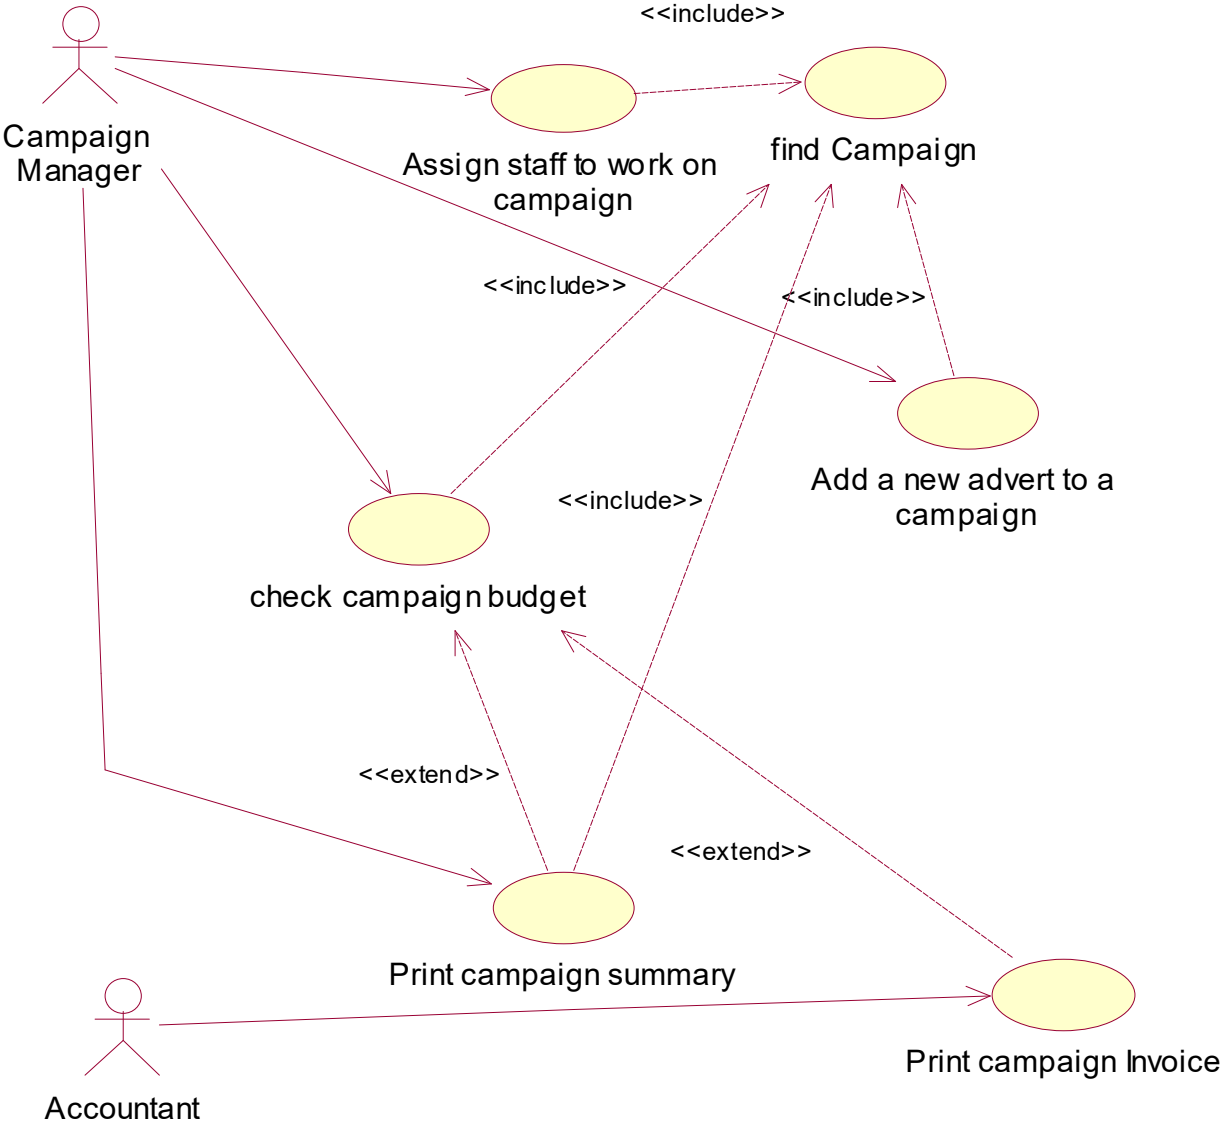 <<include>>
Campaign
Manager
Assign staff to work on
campaign
find Campaign
<<include>>
<<include>>
Add a new advert to a
campaign
<<include>>
check campaign budget
<<extend>>
<<extend>>
Print campaign summary
Print campaign Invoice
Accountant